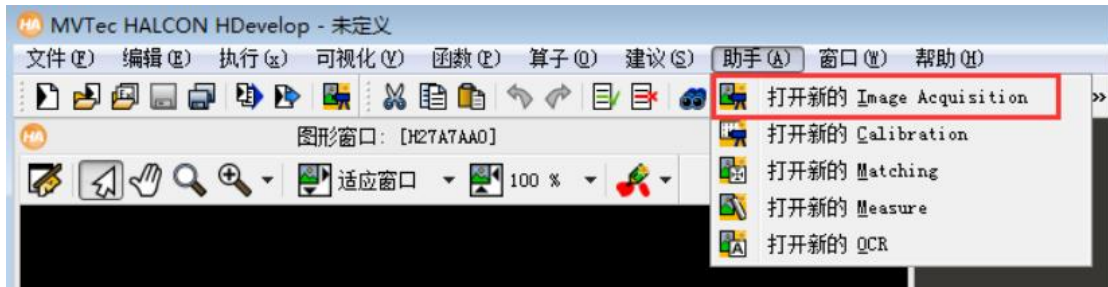 MVTec HALCON HDevelop - 未定义
文件(F) 编辑(E) 执行(x) 可视化(V) 函数(P) 算子(O) 建议(S) 助手(A) 窗口(W) 帮助(H)
打开新的 Image Acquisition
图形窗口: [H27A7AA0]
打开新的 Calibration
适应窗口 100 %
打开新的 Matching
打开新的 Measure
打开新的 OCR